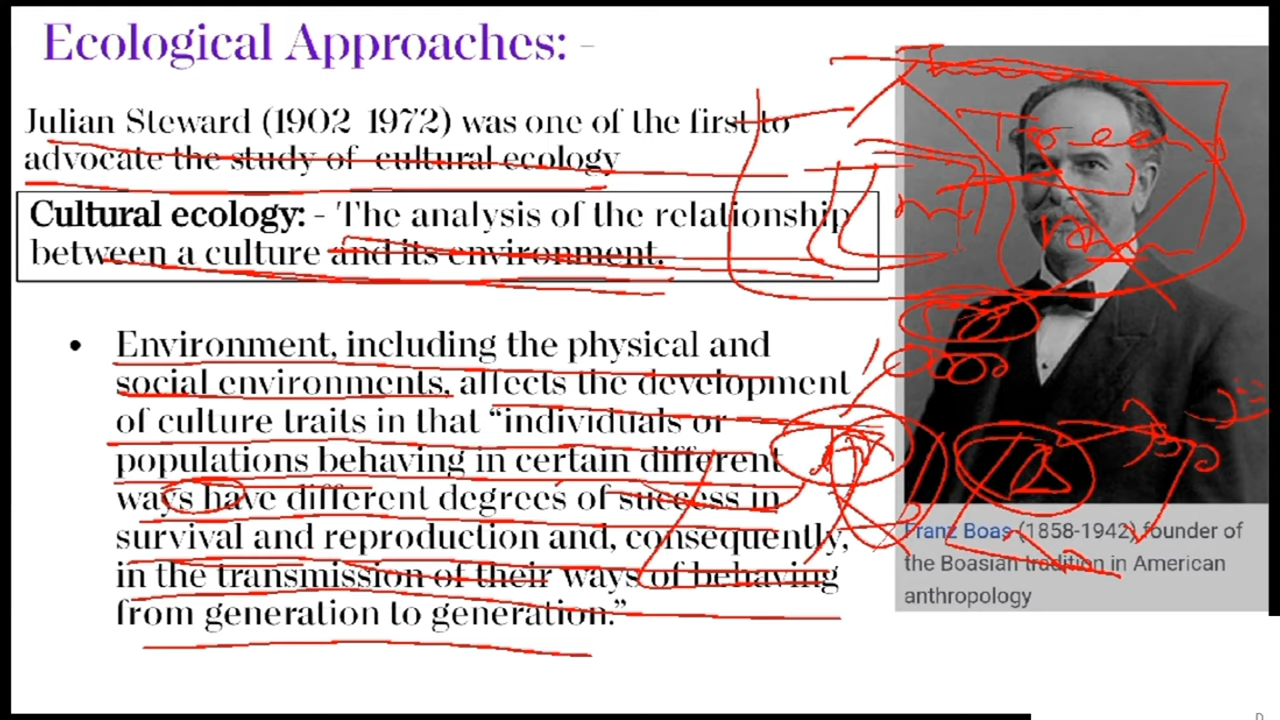 Ecological Approaches: -
Julian Steward (1902 1972) was one of the first to
advocate the study of cultural ecology
Cultural ecology: - The analysis of the relationship
between a culture and its environment.
• Environment, including the physical and
social environments, affects the development
of culture traits in that “individuals or
populations behaving in certain different
ways have different degrees of success in
survival and reproduction and, consequently,
in the transmission of their ways of behaving
from generation to generation.”
Franz Boas (1858-1942) founder of
the Boasian tradition in American
anthropology